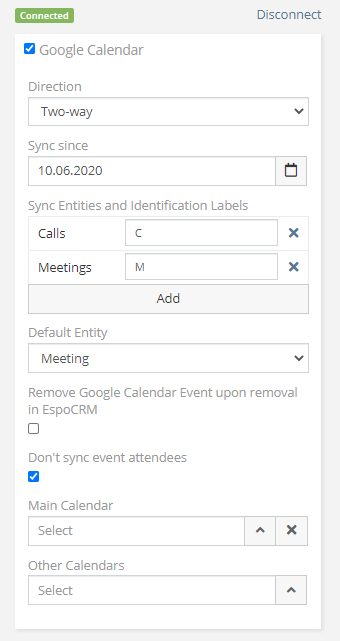 Connected
Disconnect
Google Calendar
Direction
Two-way
Sync since
10.06.2020
Sync Entities and Identification Labels
Calls
C
Meetings
M
Add
Default Entity
Meeting
Remove Google Calendar Event upon removal
in EspoCRM
Don't sync event attendees
Main Calendar
Select
Other Calendars
Select